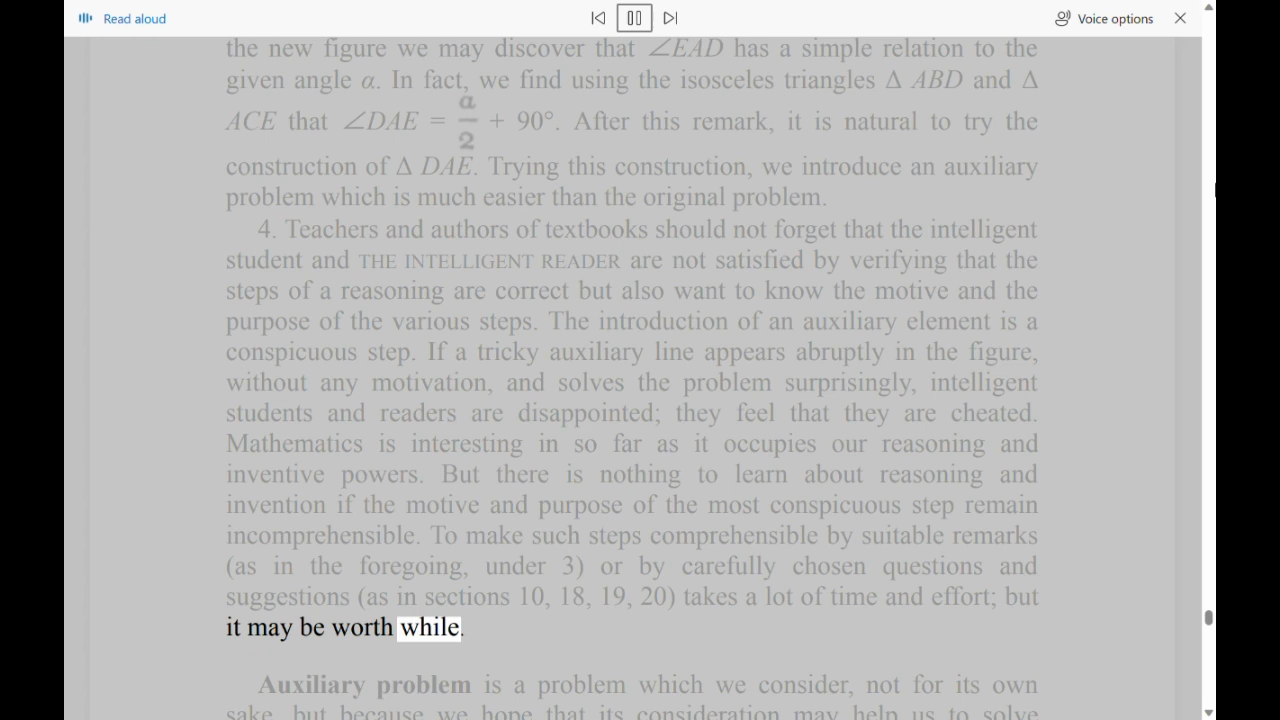 Read aloud
Voice options
the new figure we may discover that ∠EAD has a simple relation to the
given angle α. In fact, we find using the isosceles triangles Δ ABD and Δ
ACE that ∠DAE = α/2 + 90°. After this remark, it is natural to try the
construction of Δ DAE. Trying this construction, we introduce an auxiliary
problem which is much easier than the original problem.
4. Teachers and authors of textbooks should not forget that the intelligent
student and THE INTELLIGENT READER are not satisfied by verifying that the
steps of a reasoning are correct but also want to know the motive and the
purpose of the various steps. The introduction of an auxiliary element is a
conspicuous step. If a tricky auxiliary line appears abruptly in the figure,
without any motivation, and solves the problem surprisingly, intelligent
students and readers are disappointed; they feel that they are cheated.
Mathematics is interesting in so far as it occupies our reasoning and
inventive powers. But there is nothing to learn about reasoning and
invention if the motive and purpose of the most conspicuous step remain
incomprehensible. To make such steps comprehensible by suitable remarks
(as in the foregoing, under 3) or by carefully chosen questions and
suggestions (as in sections 10, 18, 19, 20) takes a lot of time and effort; but
it may be worth while.
Auxiliary problem is a problem which we consider, not for its own
sake, but because we hope that its consideration may help us to solve